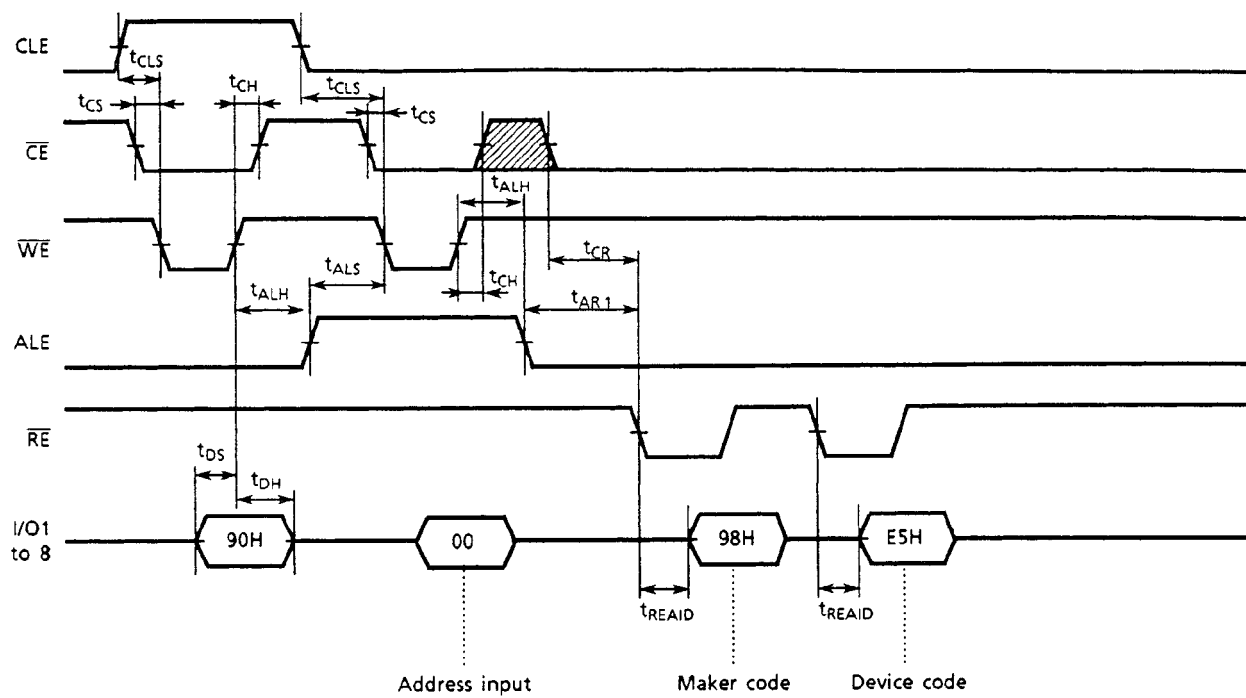 CLE
tCLS
tCH
tCLS
tCS
tCS
CE
tALH
WE
tCR
tALS
tCH
tALH
tAR1
ALE
RE
tDS
tDH
I/O1
to 8
90H
00
98H
E5H
tREAID
tREAID
Address input
Maker code
Device code